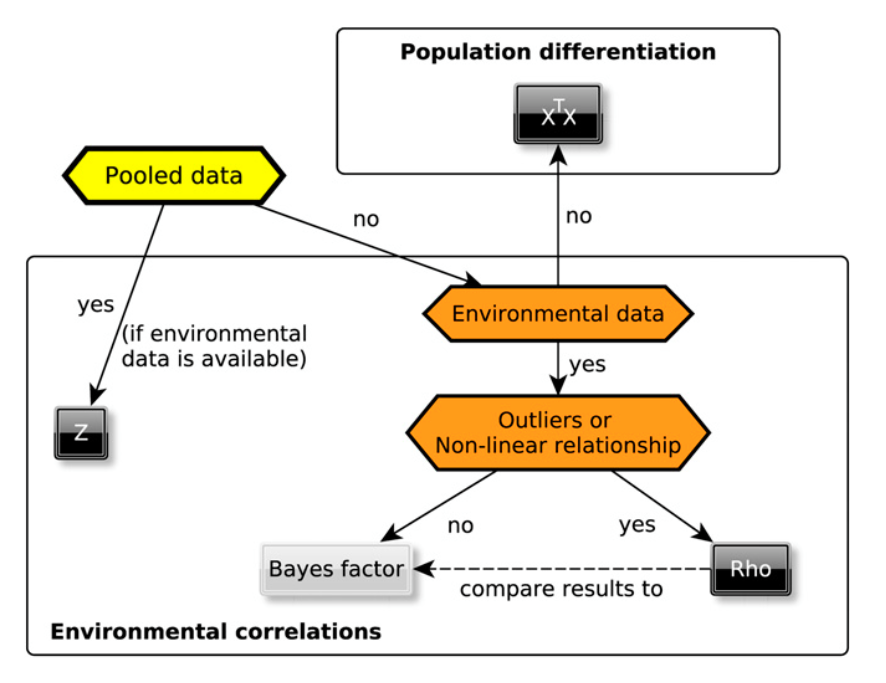 Population differentiation
XᵀX
Pooled data
no
no
yes
(if environmental
data is available)
Environmental data
yes
Z
Outliers or
Non-linear relationship
no
yes
Bayes factor
Rho
compare results to
Environmental correlations